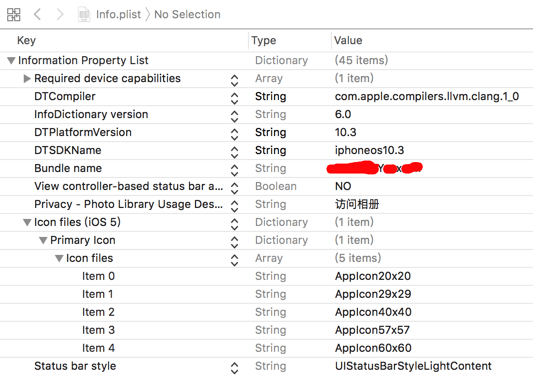 Info.plist No Selection
Key Type Value
Information Property List Dictionary (45 items)
Required device capabilities Array (1 item)
DTCompiler String com.apple.compilers.llvm.clang.1_0
InfoDictionary version String 6.0
DTPlatformVersion String 10.3
DTSDKName String iphoneos10.3
Bundle name String
View controller-based status bar a... Boolean NO
Privacy - Photo Library Usage Des... String 访问相册
Icon files (iOS 5) Dictionary (1 item)
Primary Icon Dictionary (1 item)
Icon files Array (5 items)
Item 0 String AppIcon20x20
Item 1 String AppIcon29x29
Item 2 String AppIcon40x40
Item 3 String AppIcon57x57
Item 4 String AppIcon60x60
Status bar style String UIStatusBarStyleLightContent